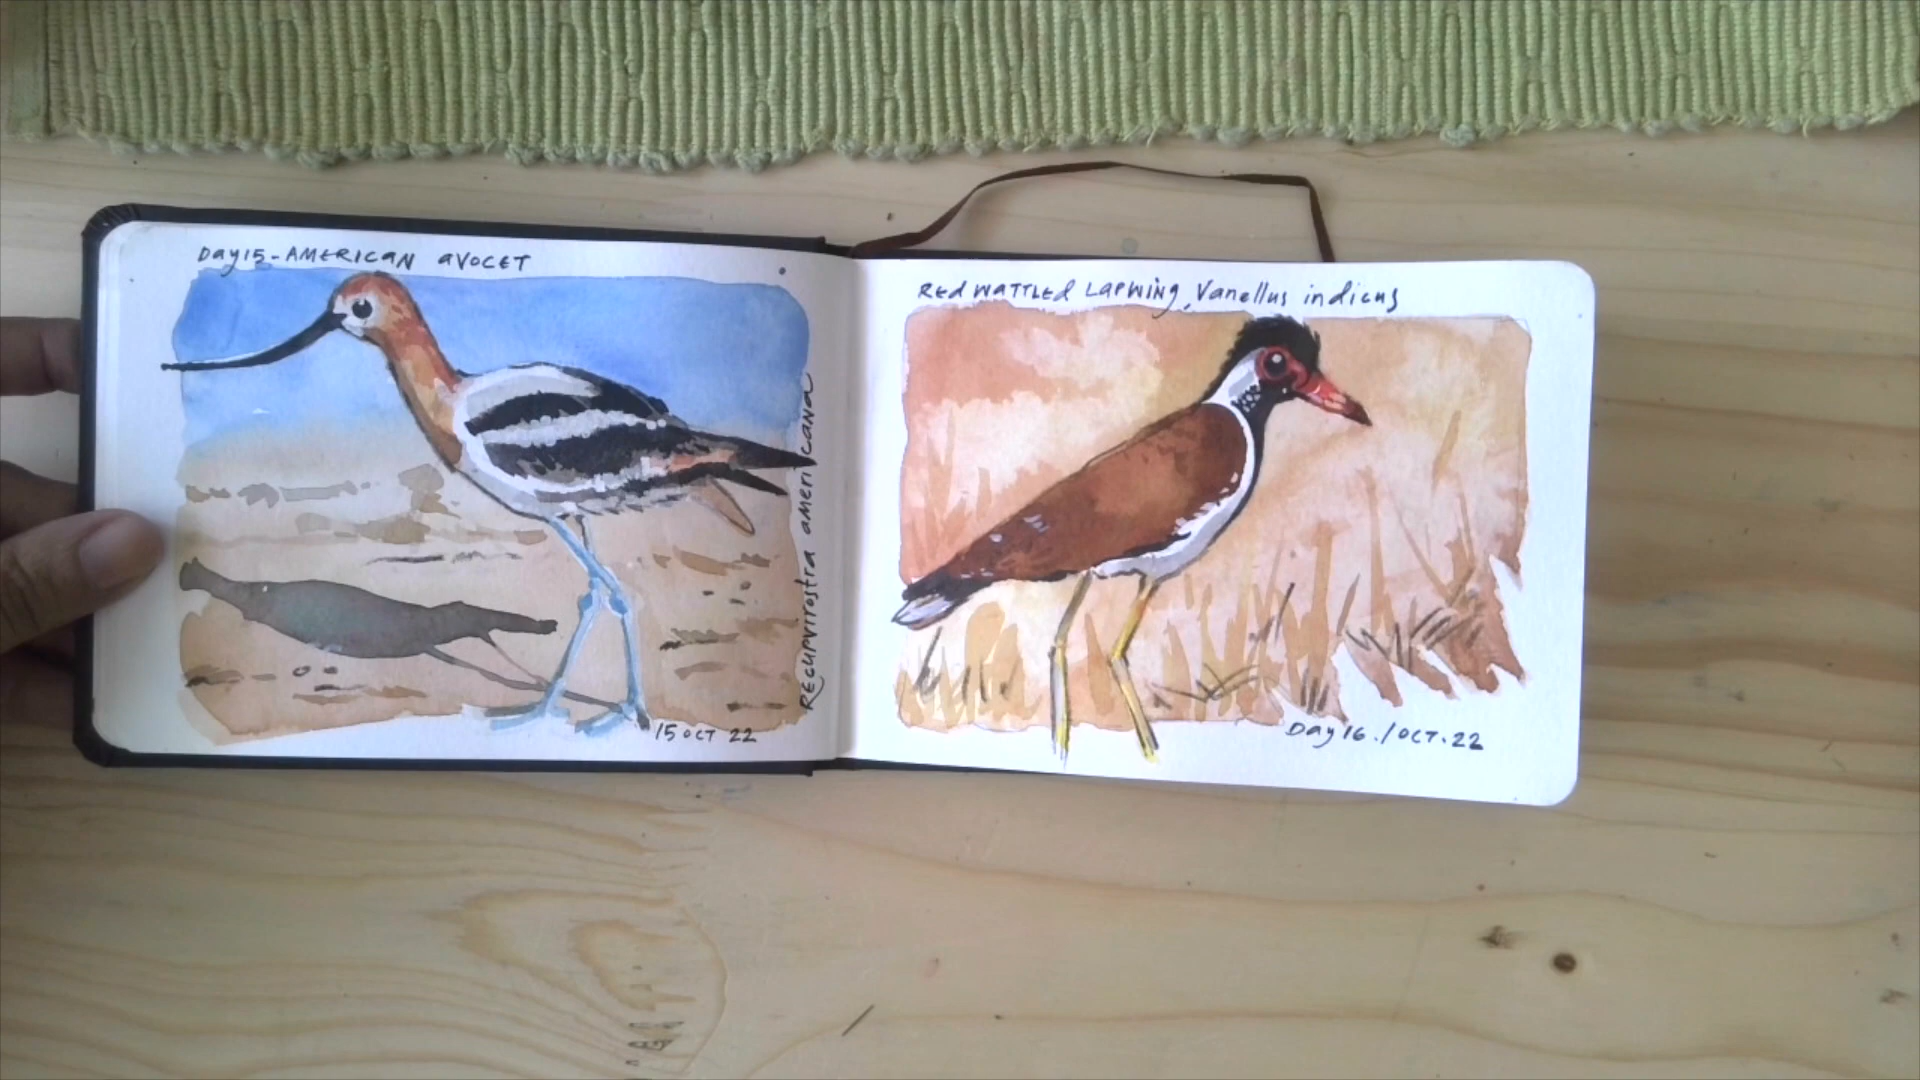 Day15-AMERICAN AVOCET
RECURVIROSTRA AMERICANA
15 OCT 22
RED WATTLED LAPWING, Vanellus indicus
Day 16./OCT.22